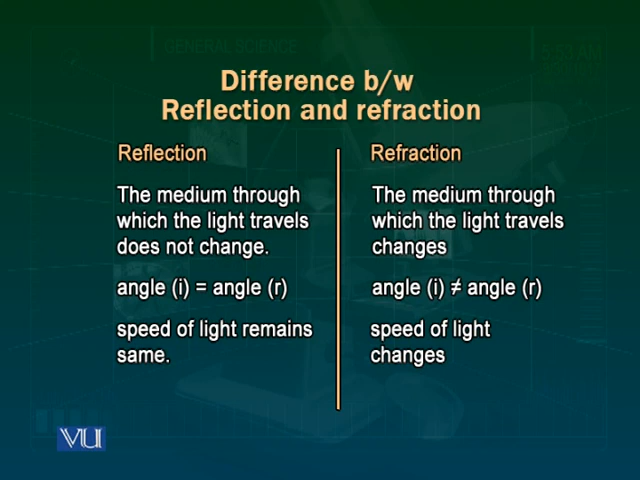 GENERAL SCIENCE
Difference b/w
Reflection and refraction
Reflection
The medium through
which the light travels
does not change.
angle (i) = angle (r)
speed of light remains
same.
Refraction
The medium through
which the light travels
changes
angle (i) ≠ angle (r)
speed of light
changes
VU